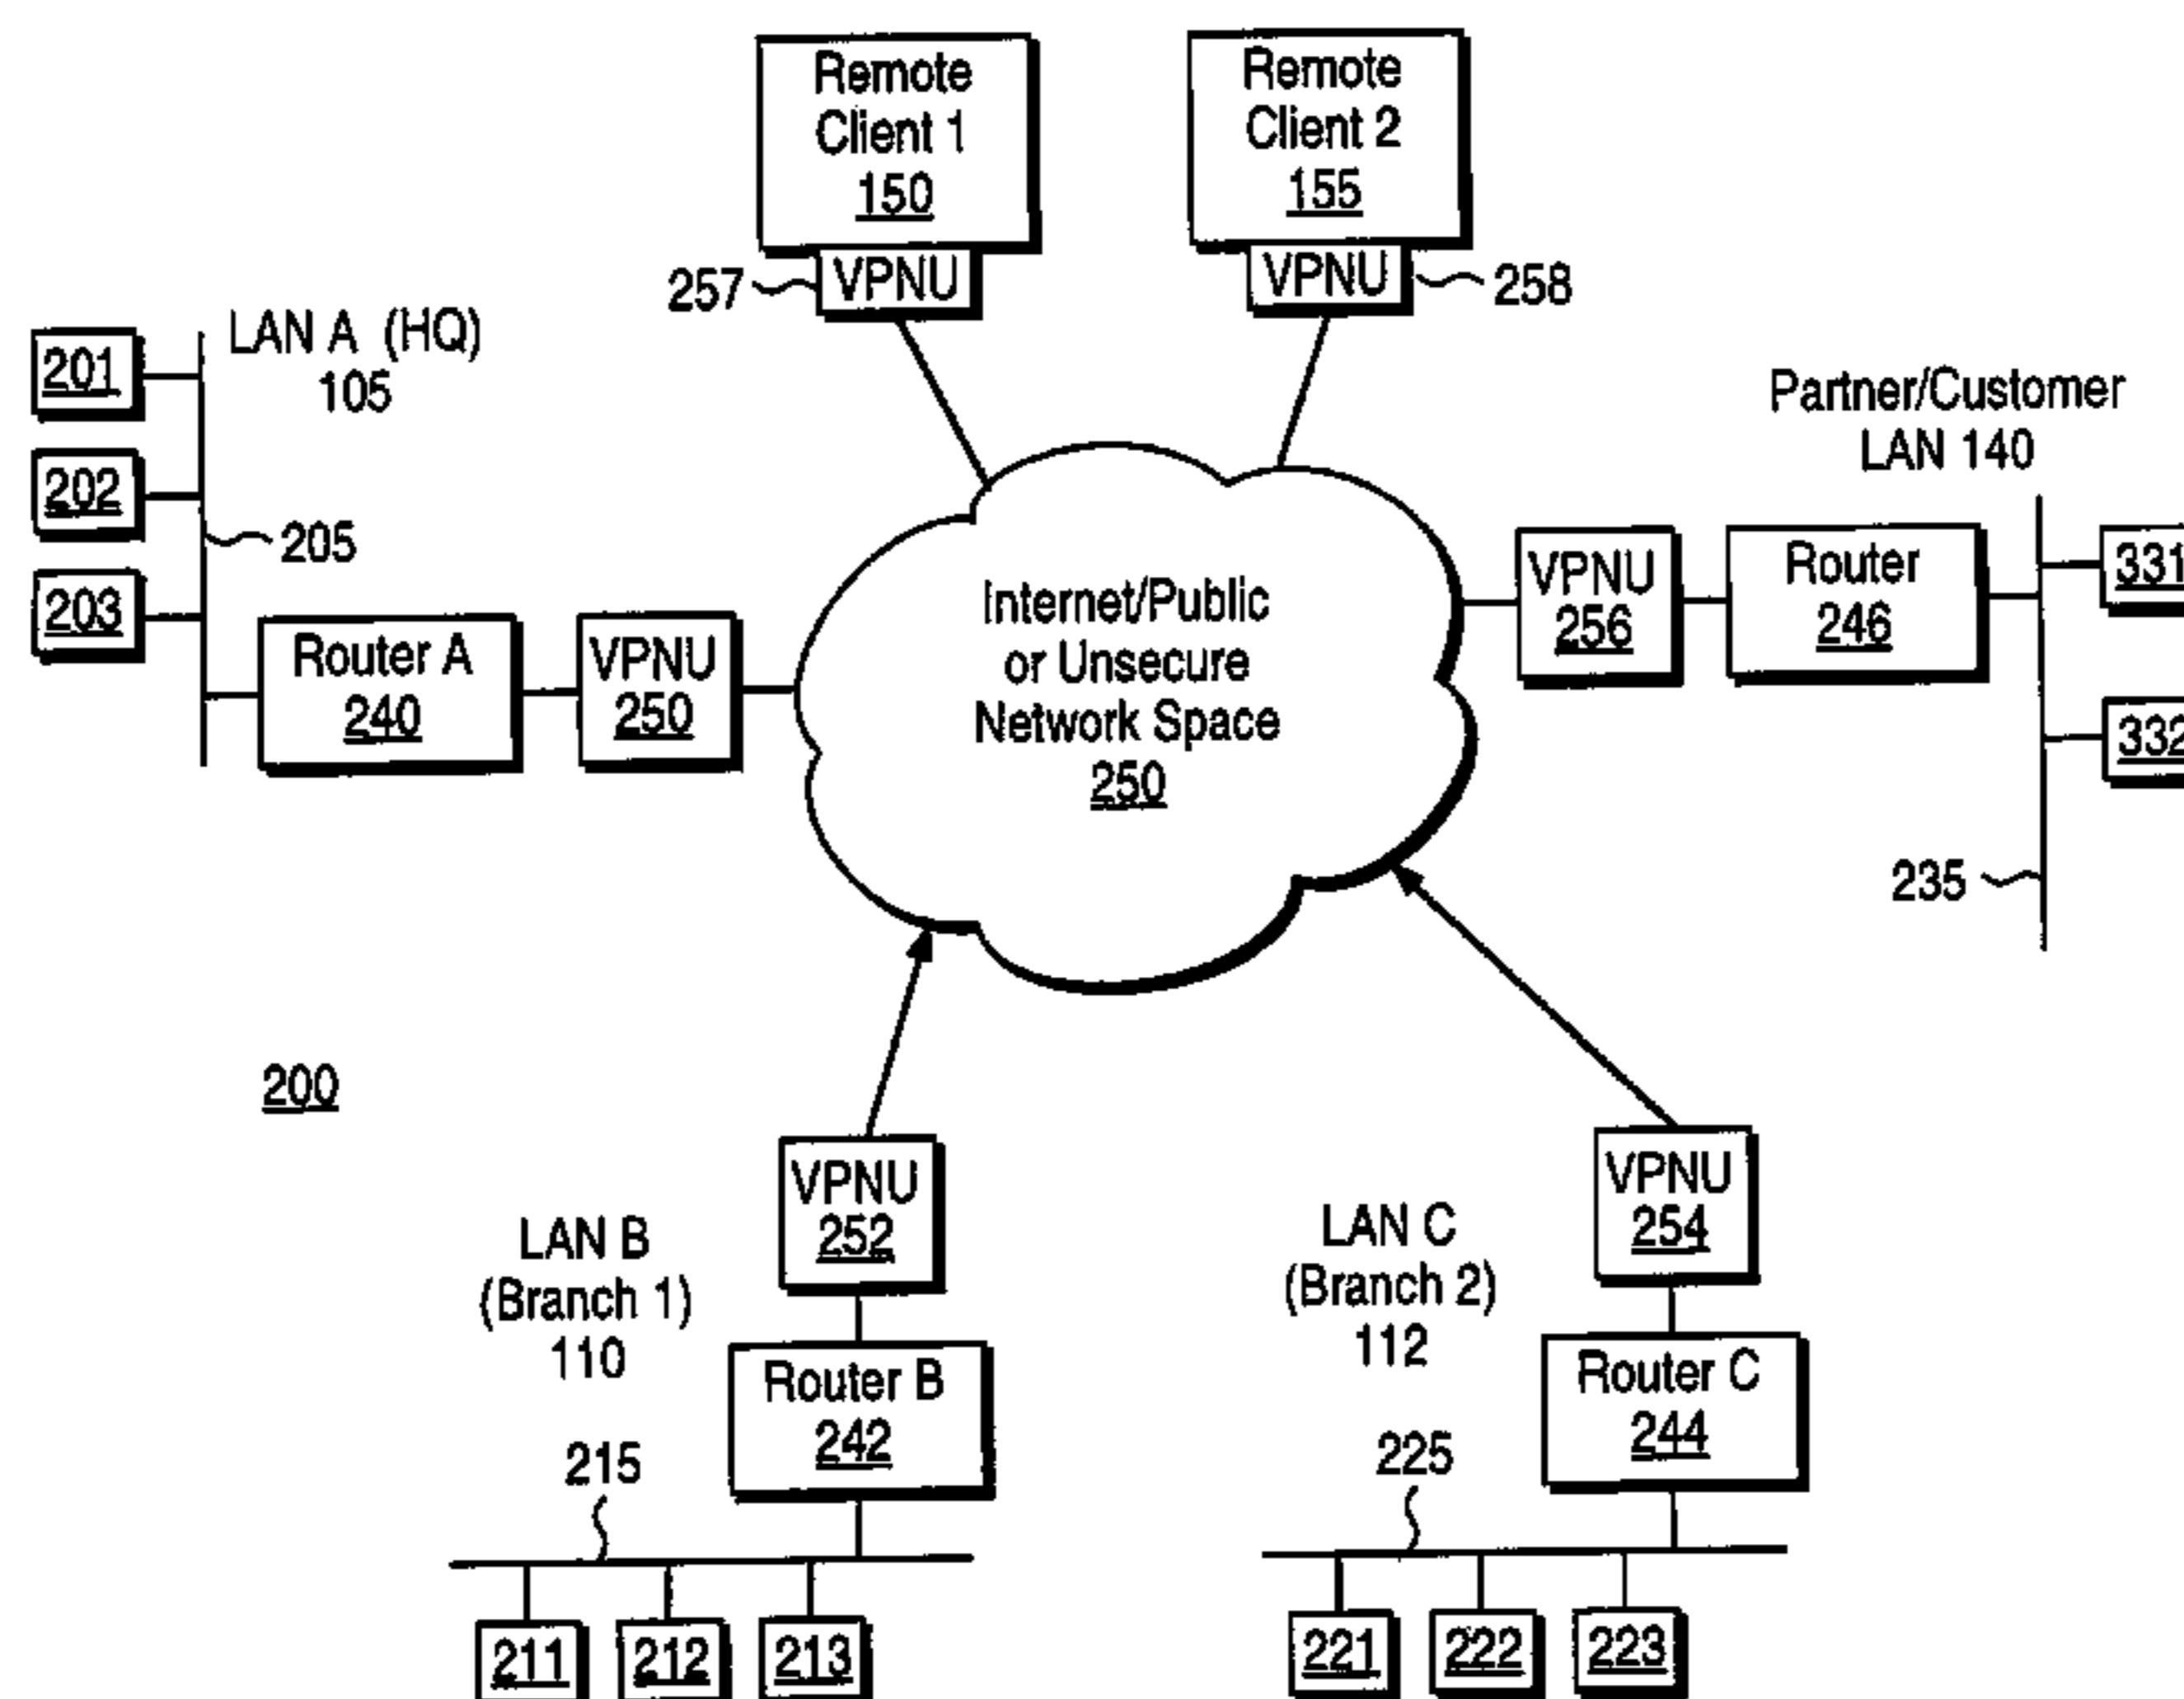 Remote
Client 1
150
VPNU
257
Remote
Client 2
155
VPNU
258
LAN A (HQ)
105
201
202
203
205
Router A
240
VPNU
250
Internet/Public
or Unsecure
Network Space
250
Partner/Customer
LAN 140
VPNU
256
Router
246
331
332
235
200
VPNU
252
LAN B
(Branch 1)
110
Router B
242
215
211
212
213
VPNU
254
LAN C
(Branch 2)
112
Router C
244
225
221
222
223